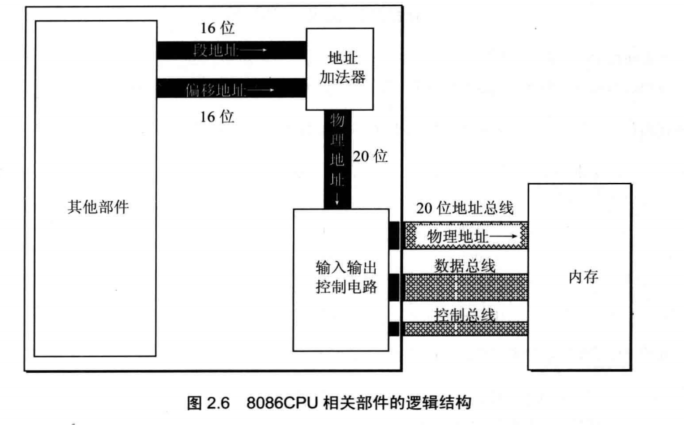 16 位
段地址→
地址
加法器
偏移地址→
16 位
物
理
地
址
↓
20 位
其他部件
20 位地址总线
物理地址→
输入输出
控制电路
数据总线
内存
控制总线
图 2.6 8086CPU 相关部件的逻辑结构